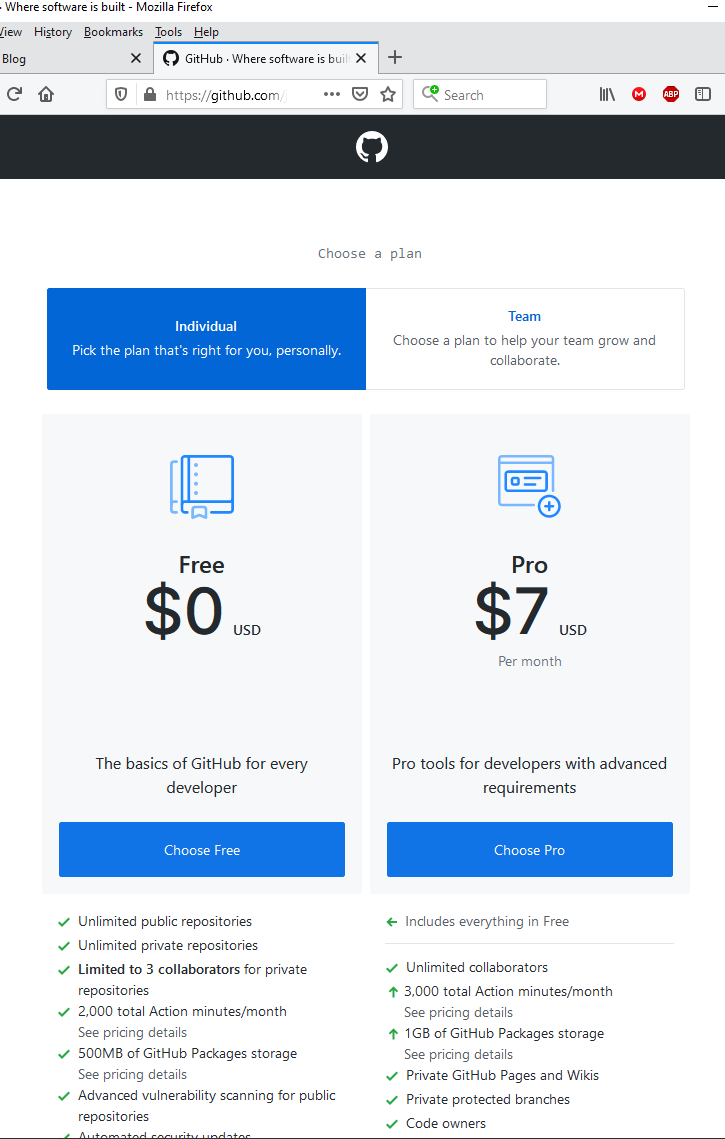 · Where software is built - Mozilla Firefox
View History Bookmarks Tools Help
Blog
GitHub · Where software is built
https://github.com/
Search
ABP
Choose a plan
Individual
Pick the plan that's right for you, personally.
Team
Choose a plan to help your team grow and
collaborate.
Free
$0 USD
The basics of GitHub for every
developer
Choose Free
Unlimited public repositories
Unlimited private repositories
Limited to 3 collaborators for private
repositories
2,000 total Action minutes/month
See pricing details
500MB of GitHub Packages storage
See pricing details
Advanced vulnerability scanning for public
repositories
Automated security updates
Pro
$7 USD
Per month
Pro tools for developers with advanced
requirements
Choose Pro
Includes everything in Free
Unlimited collaborators
3,000 total Action minutes/month
See pricing details
1GB of GitHub Packages storage
See pricing details
Private GitHub Pages and Wikis
Private protected branches
Code owners